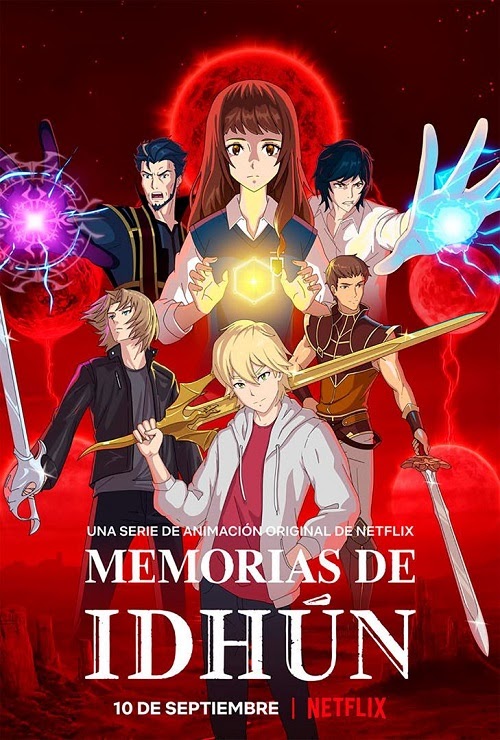 UNA SERIE DE ANIMACIÓN ORIGINAL DE NETFLIX
MEMORIAS DE
IDHÚN
10 DE SEPTIEMBRE | NETFLIX